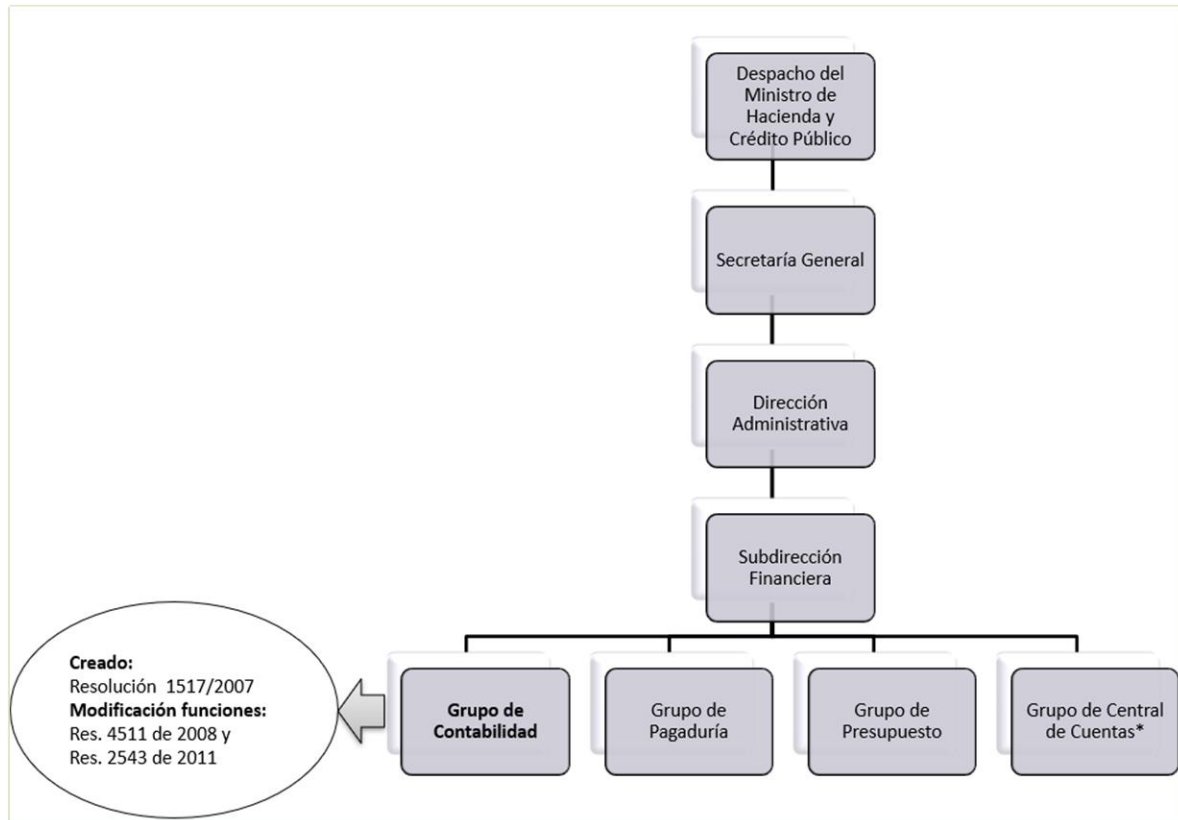 Despacho del
Ministro de
Hacienda y
Crédito Público
Secretaría General
Dirección
Administrativa
Subdirección
Financiera
Creado:
Resolución 1517/2007
Modificación funciones:
Res. 4511 de 2008 y
Res. 2543 de 2011
Grupo de
Contabilidad
Grupo de
Pagaduría
Grupo de
Presupuesto
Grupo de Central
de Cuentas*